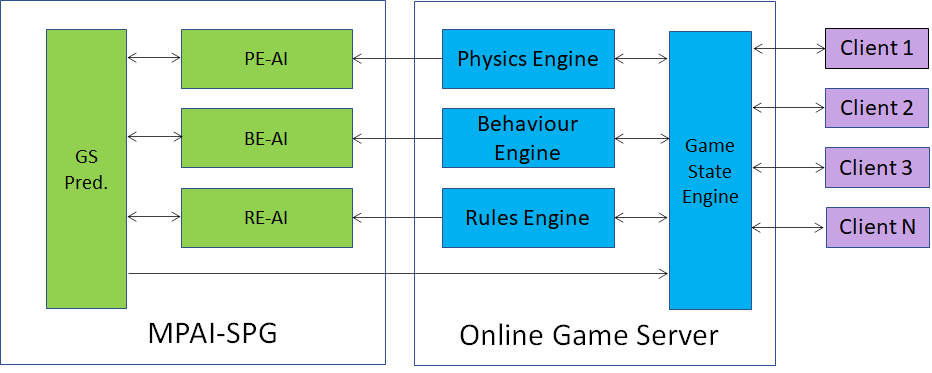 PE-AI
Physics Engine
Client 1
GS
Pred.
BE-AI
Behaviour
Engine
Game
State
Engine
Client 2
Client 3
RE-AI
Rules Engine
Client N
MPAI-SPG
Online Game Server